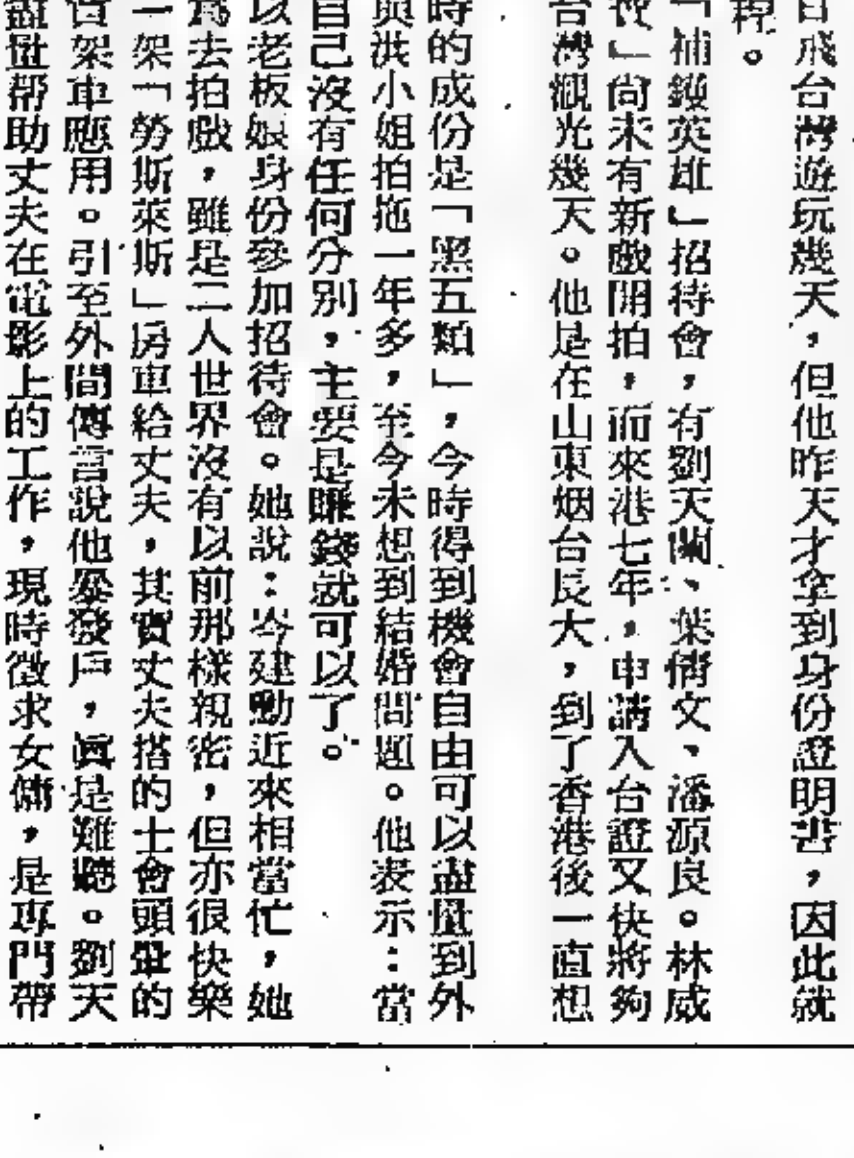 日飛台灣遊玩幾天，但他昨天才拿到身份證明書，因此就
程。
「補鑊英雄」招待會，有劉天蘭、葉倩文、潘源良。林威
夜」尙未有新戲開拍，而來港七年，申請入台證又快將夠
台灣觀光幾天。他是在山東烟台長大，到了香港後一直想
時的成份是「黑五類」，今時得到機會自由可以盡量到外
與洪小姐拍拖一年多，至今未想到結婚問題。他表示：當
自己沒有任何分别，主要是賺錢就可以了。
以老板娘身份參加招待會。她說：岑建勳近來相當忙，她
爲去拍戲，雖是二人世界沒有以前那樣親密，但亦很快樂
一架「勞斯萊斯」房車給丈夫，其實丈夫搭的士會頭暈的
買架車應用。引至外間傳言說他暴發戶，眞是難聽。劉天
盡量帮助丈夫在電影上的工作，現時徵求女傭，是專門帶